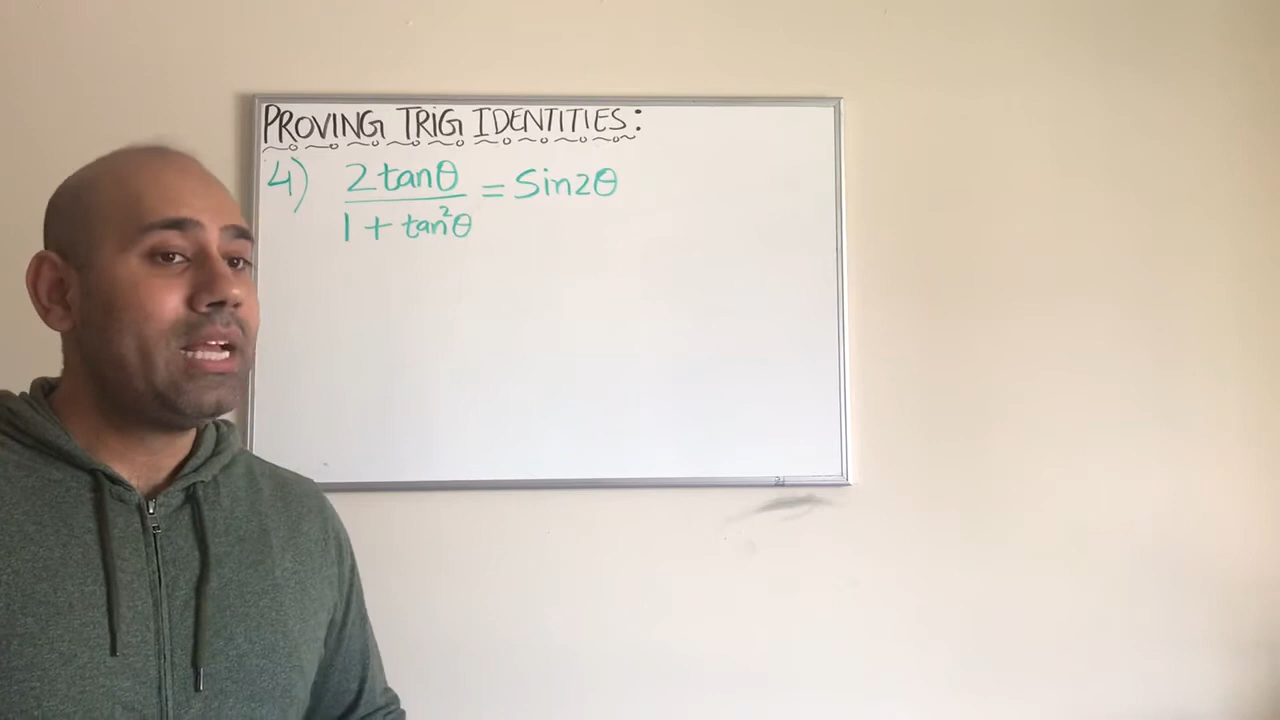 PROVING TRIG IDENTITIES:
4) 2tanθ / 1 + tan²θ = Sin2θ